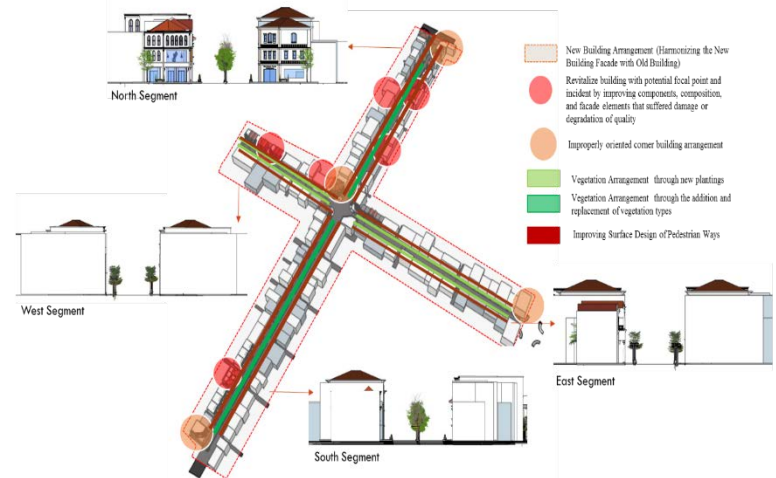 North Segment
New Building Arrangement (Harmonizing the New
Building Facade with Old Building)
Revitalize building with potential focal point and
incident by improving components, composition,
and facade elements that suffered damage or
degradation of quality
Improperly oriented corner building arrangement
Vegetation Arrangement through new plantings
Vegetation Arrangement through the addition and
replacement of vegetation types
Improving Surface Design of Pedestrian Ways
West Segment
East Segment
South Segment